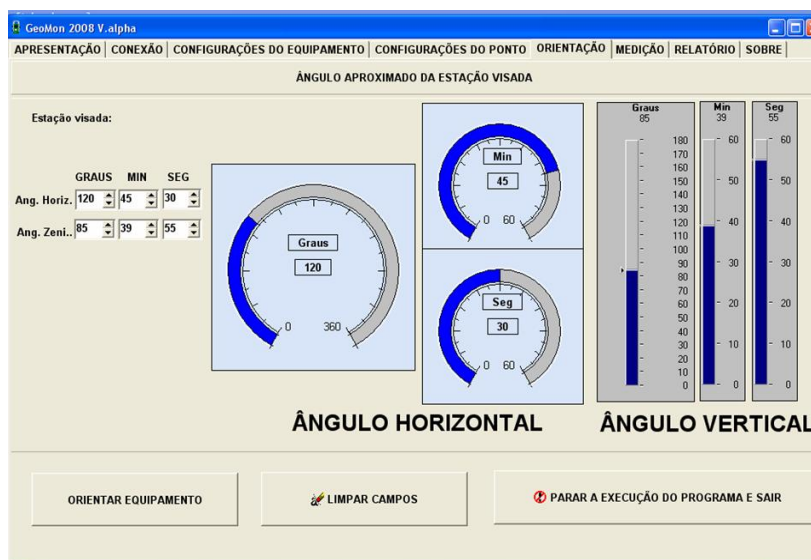 GeoMon 2008 V.alpha
APRESENTAÇÃO CONEXÃO CONFIGURAÇÕES DO EQUIPAMENTO CONFIGURAÇÕES DO PONTO ORIENTAÇÃO MEDIÇÃO RELATÓRIO SOBRE
ÂNGULO APROXIMADO DA ESTAÇÃO VISADA
Estação visada:
GRAUS MIN SEG
Ang. Horiz. 120 45 30
Ang. Zeni.. 85 39 55
Graus
120
0 360
Min
45
0 60
Seg
30
0 60
ÂNGULO HORIZONTAL
Graus
85
180
170
160
150
140
130
120
110
100
90
80
70
60
50
40
30
20
10
0
Min
39
60
50
40
30
20
10
0
Seg
55
60
50
40
30
20
10
0
ÂNGULO VERTICAL
ORIENTAR EQUIPAMENTO
LIMPAR CAMPOS
PARAR A EXECUÇÃO DO PROGRAMA E SAIR